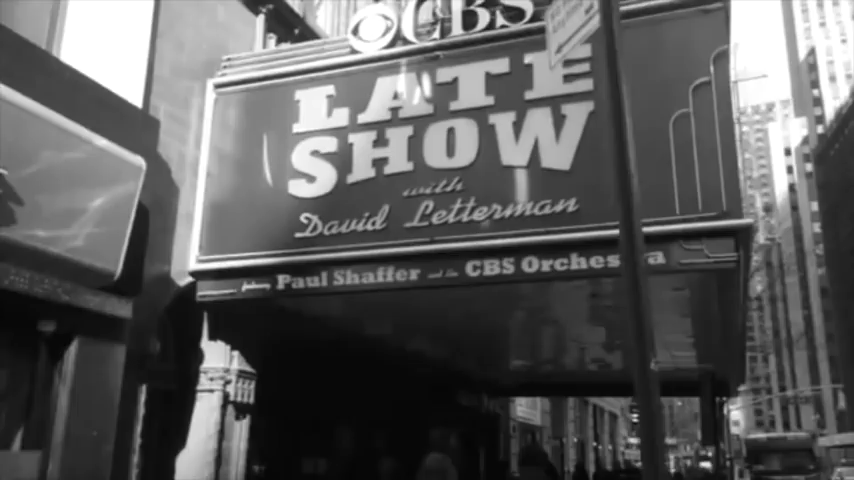 CBS
LATE
SHOW
with
David Letterman
Paul Shaffer and the CBS Orchestra